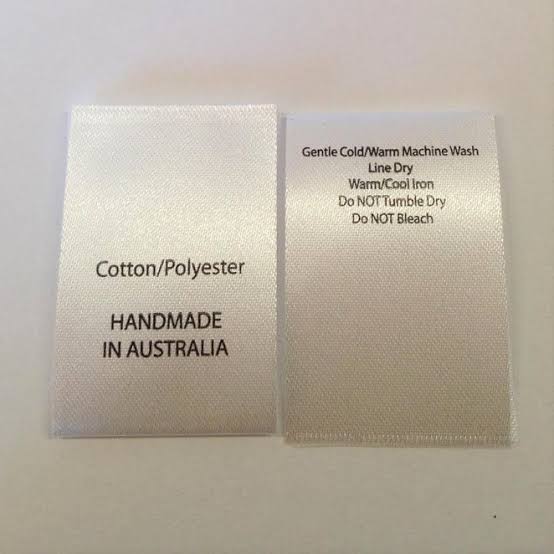 Cotton/Polyester
HANDMADE
IN AUSTRALIA
Gentle Cold/Warm Machine Wash
Line Dry
Warm/Cool Iron
Do NOT Tumble Dry
Do NOT Bleach